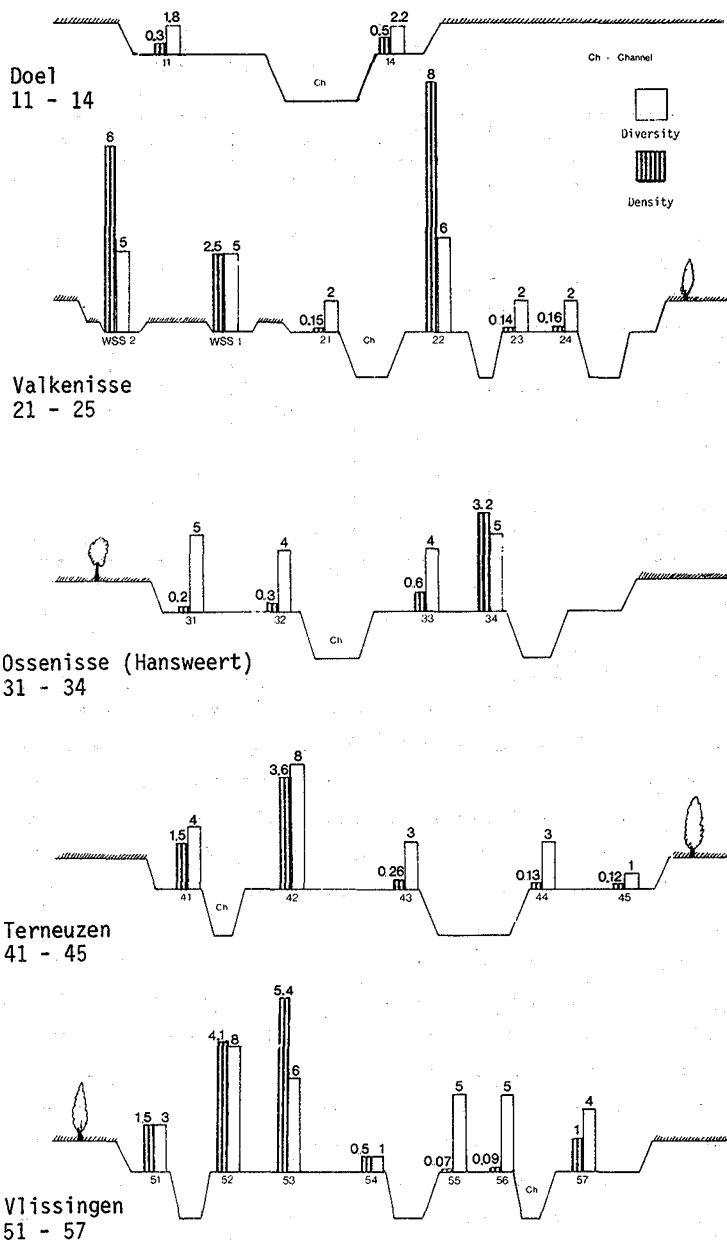 0.3 1.8
11
0.5 2.2
14
Ch
Ch - Channel
Diversity
Density
Doel
11 - 14
6 5
WSS 2
2.5 5
WSS 1
0.15 2
21
Ch
8 6
22
0.14 2
23
0.16 2
24
Valkenisse
21 - 25
0.2 5
31
0.3 4
32
Ch
0.6 4
33
3.2 5
34
Ossenisse (Hansweert)
31 - 34
1.5 4
41
Ch
3.6 8
42
0.26 3
43
0.13 3
44
0.12 1
45
Terneuzen
41 - 45
1.5 3
51
4.1 8
52
5.4 6
53
0.5 1
54
0.07 5
55
0.09 5
56
Ch
1 4
57
Vlissingen
51 - 57